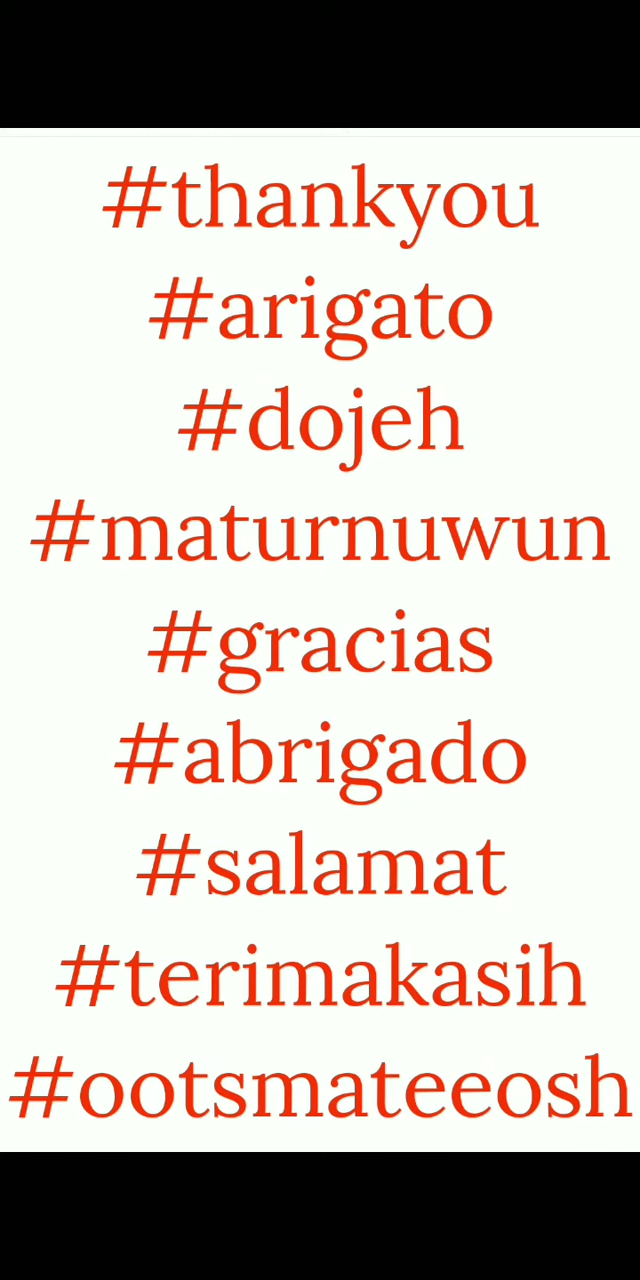 #thankyou
#arigato
#dojeh
#maturnuwun
#gracias
#abrigado
#salamat
#terimakasih
#ootsmateeosh